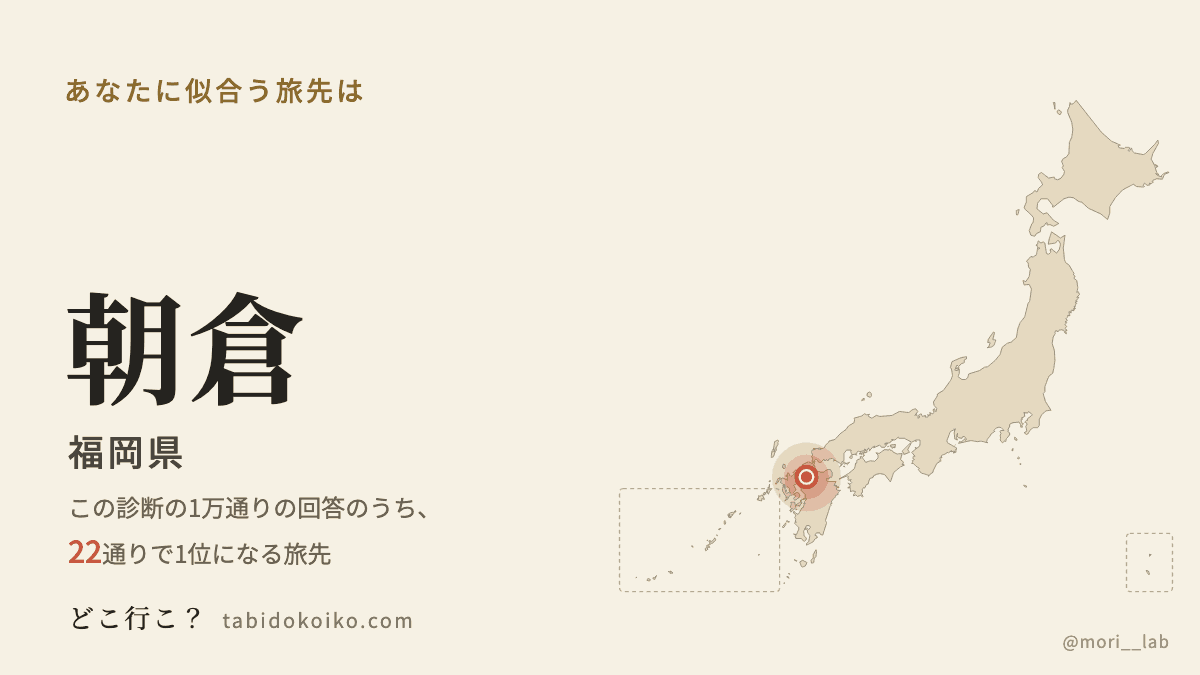 あなたに似合う旅先は
朝倉
福岡県
この診断の1万通りの回答のうち、
22通りで1位になる旅先
どこ行こ？ tabidokoiko.com
@mori__lab